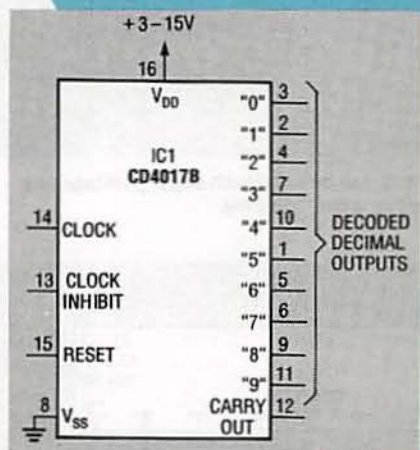 +3–15V
16
V_DD
IC1
CD4017B
14 CLOCK
13 CLOCK
INHIBIT
15 RESET
8 V_SS
"0" 3
"1" 2
"2" 4
"3" 7
"4" 10
"5" 1
"6" 5
"7" 6
"8" 9
"9" 11
CARRY
OUT 12
DECODED
DECIMAL
OUTPUTS